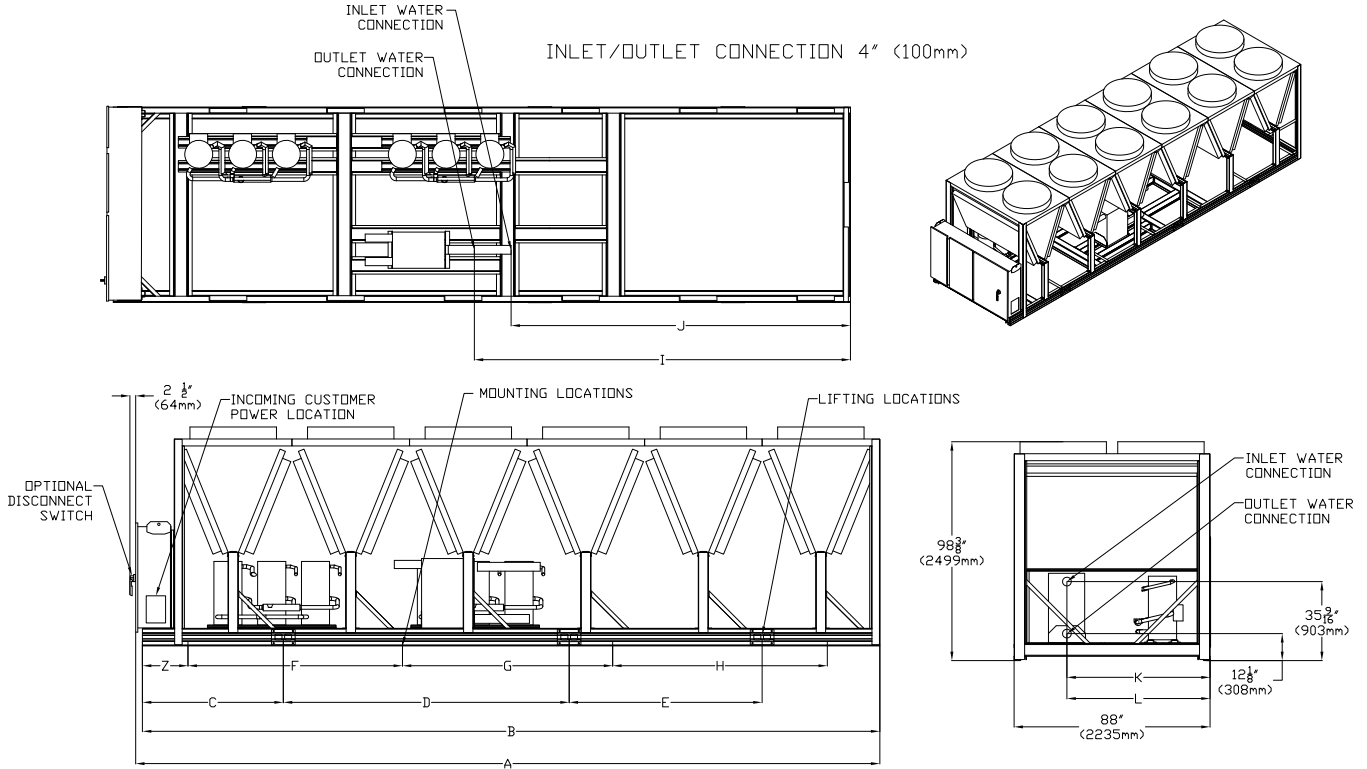 INLET WATER
CONNECTION
OUTLET WATER
CONNECTION
INLET/OUTLET CONNECTION 4" (100mm)
J
I
2 1/2"
(64mm)
INCOMING CUSTOMER
POWER LOCATION
MOUNTING LOCATIONS
LIFTING LOCATIONS
OPTIONAL
DISCONNECT
SWITCH
Z
F
G
H
C
D
E
B
A
INLET WATER
CONNECTION
OUTLET WATER
CONNECTION
98 3/8"
(2499mm)
35 9/16"
(903mm)
12 1/8"
(308mm)
K
L
88"
(2235mm)